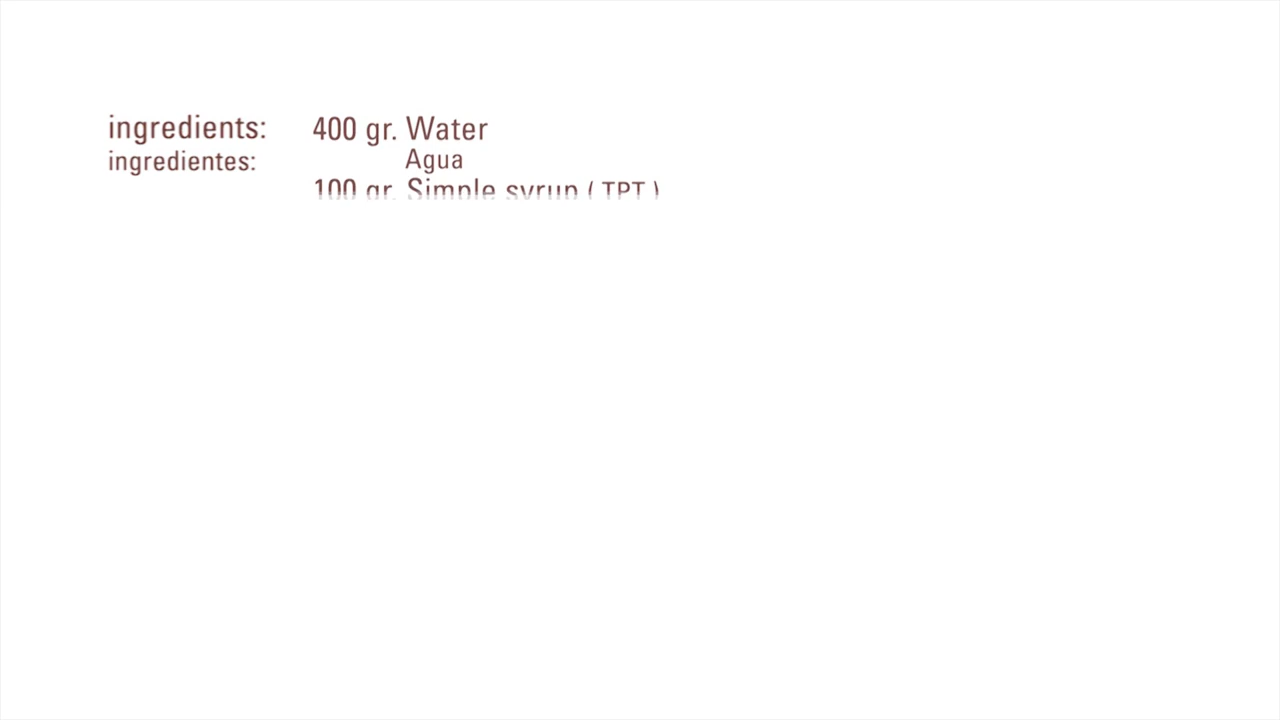 ingredients: 400 gr. Water
ingredientes: Agua
100 gr. Simple syrup ( TPT )